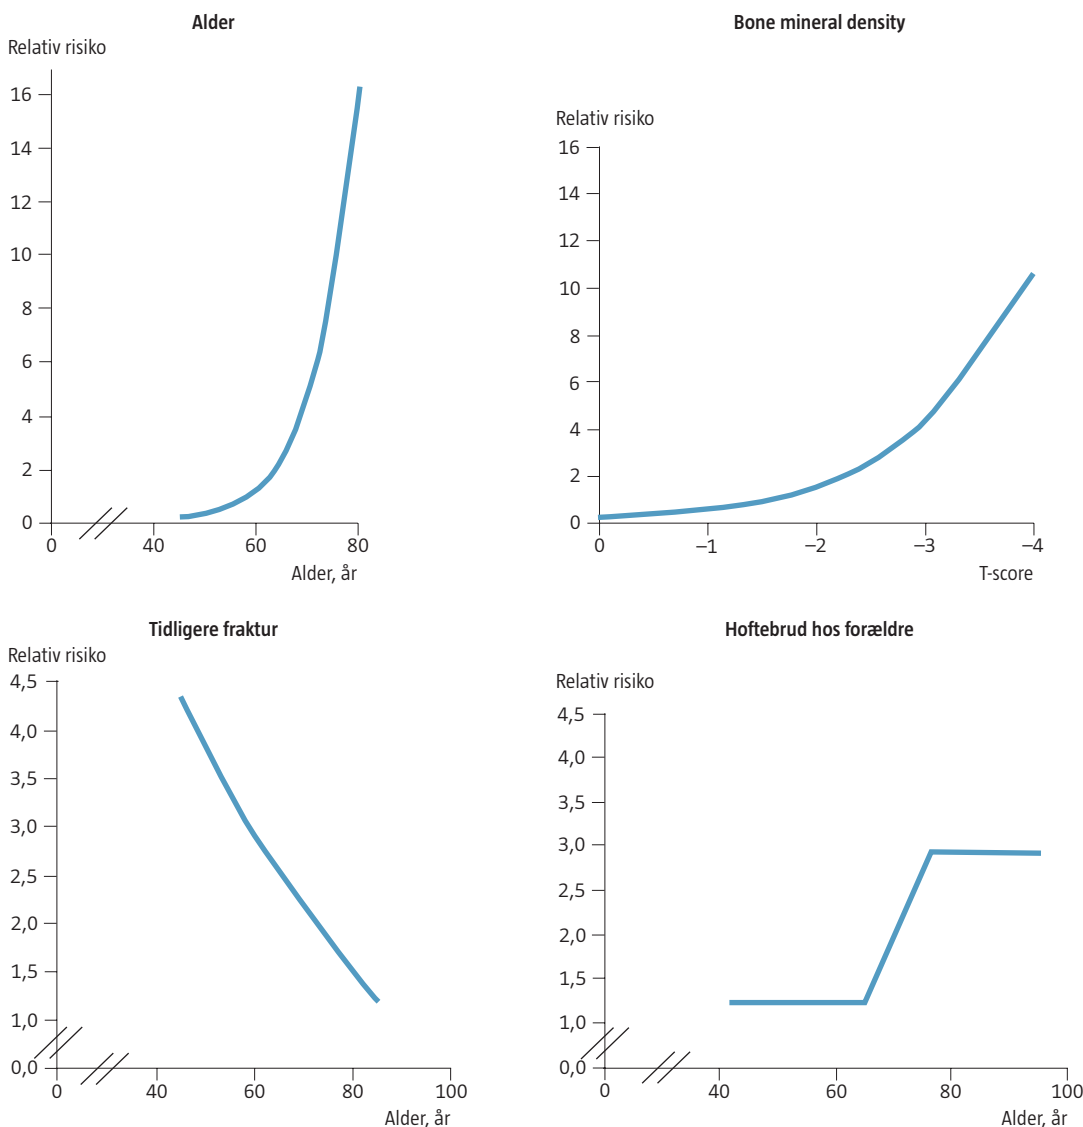 Alder
Relativ risiko
16
14
12
10
8
6
4
2
0
0 40 60 80
Alder, år
Bone mineral density
Relativ risiko
16
14
12
10
8
6
4
2
0
0 –1 –2 –3 –4
T-score
Tidligere fraktur
Relativ risiko
4,5
4,0
3,5
3,0
2,5
2,0
1,5
1,0
0,0
0 40 60 80 100
Alder, år
Hoftebrud hos forældre
Relativ risiko
4,5
4,0
3,5
3,0
2,5
2,0
1,5
1,0
0,0
0 40 60 80 100
Alder, år